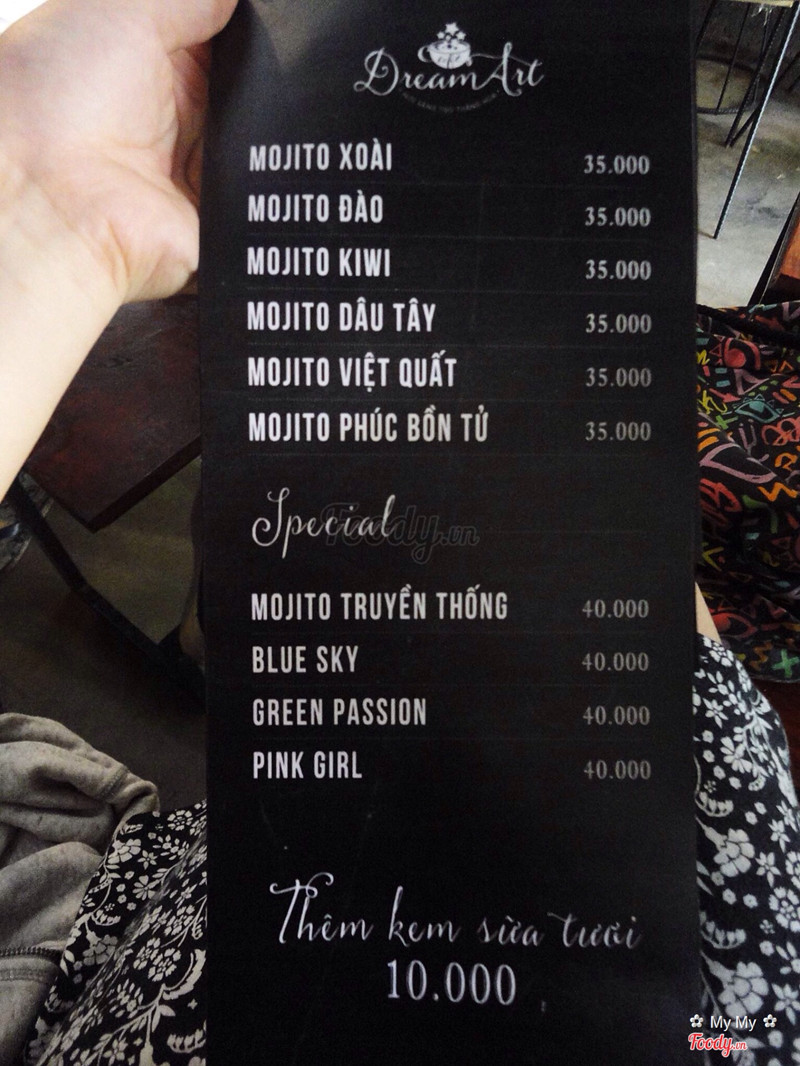 DreamArt
MOJITO XOÀI 35.000
MOJITO ĐÀO 35.000
MOJITO KIWI 35.000
MOJITO DÂU TÂY 35.000
MOJITO VIỆT QUẤT 35.000
MOJITO PHÚC BỒN TỬ 35.000
Special
Foody.vn
MOJITO TRUYỀN THỐNG 40.000
BLUE SKY 40.000
GREEN PASSION 40.000
PINK GIRL 40.000
Thêm kem sữa tươi
10.000
My My
Foody.vn